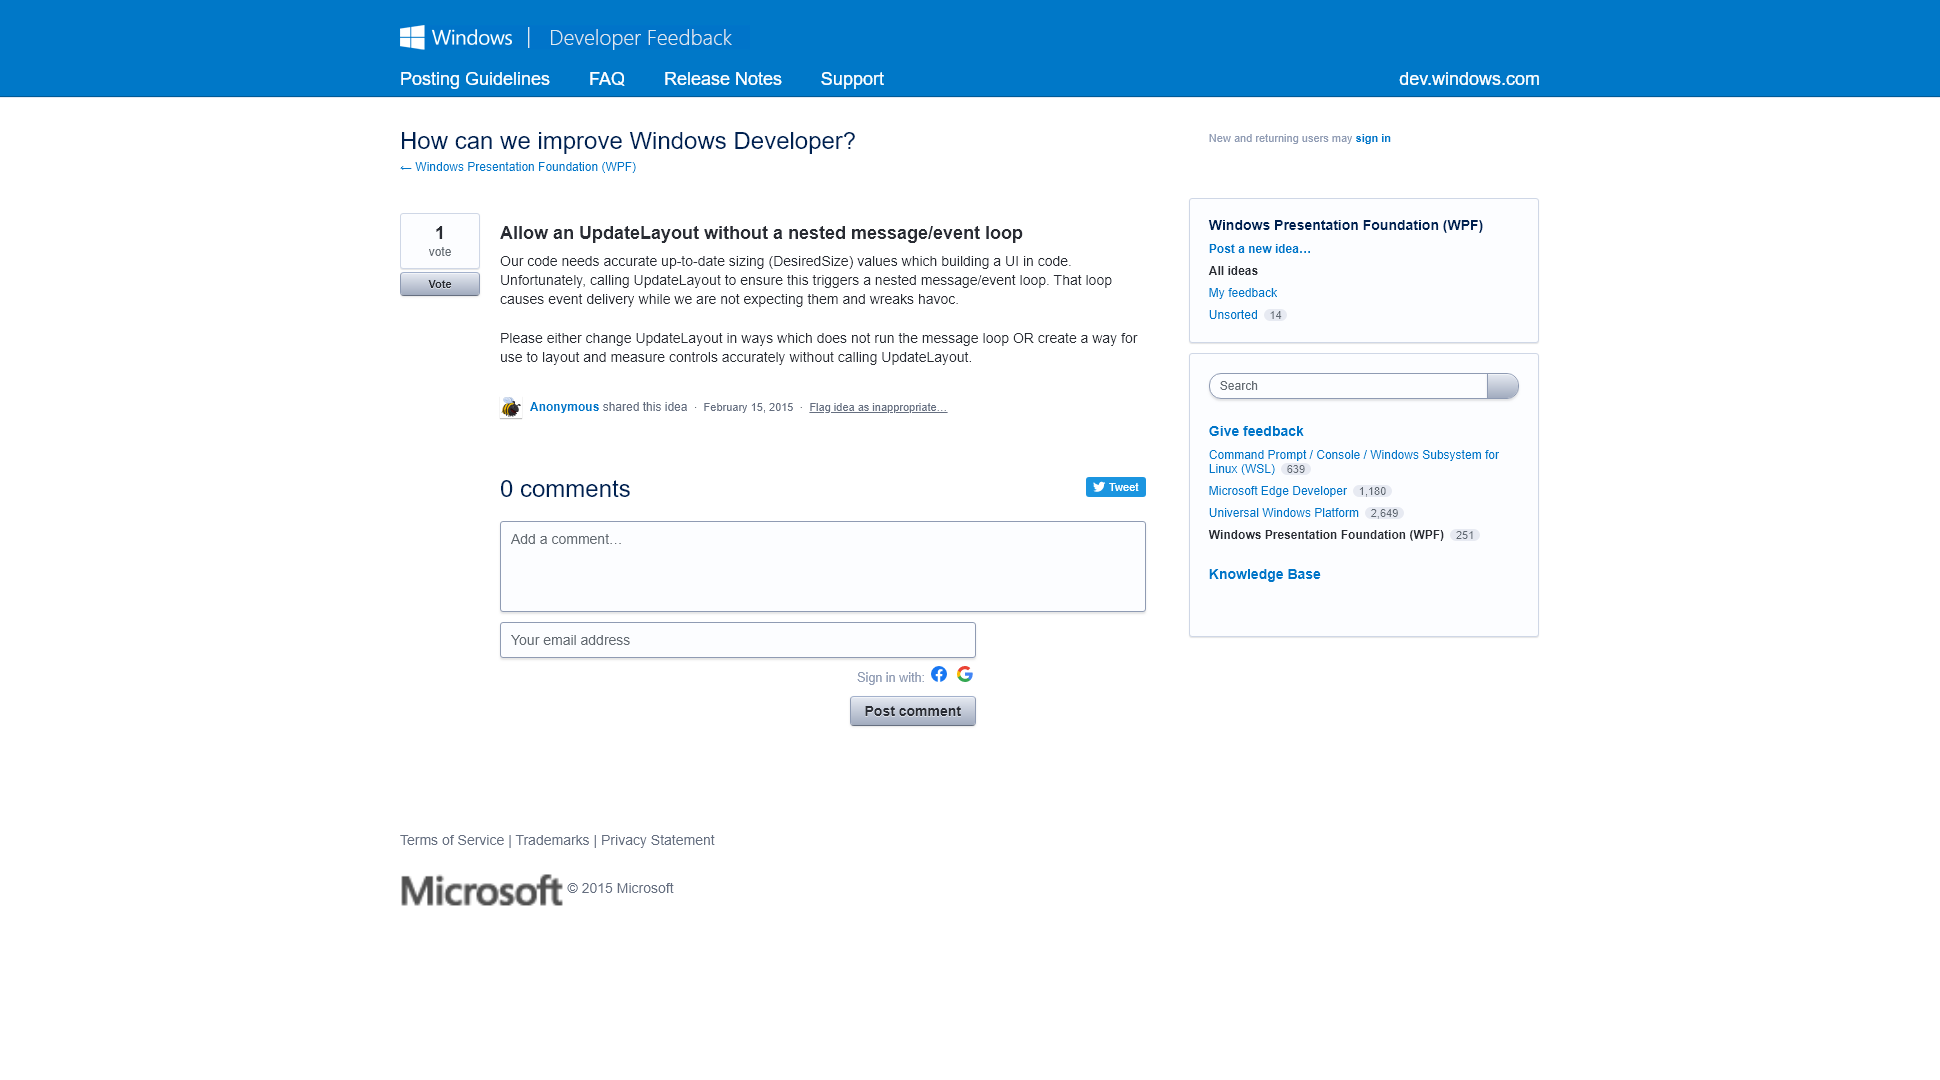 Windows | Developer Feedback
Posting Guidelines FAQ Release Notes Support dev.windows.com
How can we improve Windows Developer?
← Windows Presentation Foundation (WPF)
New and returning users may sign in
1
vote
Vote
Allow an UpdateLayout without a nested message/event loop
Our code needs accurate up-to-date sizing (DesiredSize) values which building a UI in code.
Unfortunately, calling UpdateLayout to ensure this triggers a nested message/event loop. That loop
causes event delivery while we are not expecting them and wreaks havoc.
Please either change UpdateLayout in ways which does not run the message loop OR create a way for
use to layout and measure controls accurately without calling UpdateLayout.
Anonymous shared this idea · February 15, 2015 · Flag idea as inappropriate…
0 comments
Tweet
Add a comment…
Your email address
Sign in with:
Post comment
Windows Presentation Foundation (WPF)
Post a new idea…
All ideas
My feedback
Unsorted 14
Search
Give feedback
Command Prompt / Console / Windows Subsystem for
Linux (WSL) 639
Microsoft Edge Developer 1,180
Universal Windows Platform 2,649
Windows Presentation Foundation (WPF) 251
Knowledge Base
Terms of Service | Trademarks | Privacy Statement
Microsoft © 2015 Microsoft